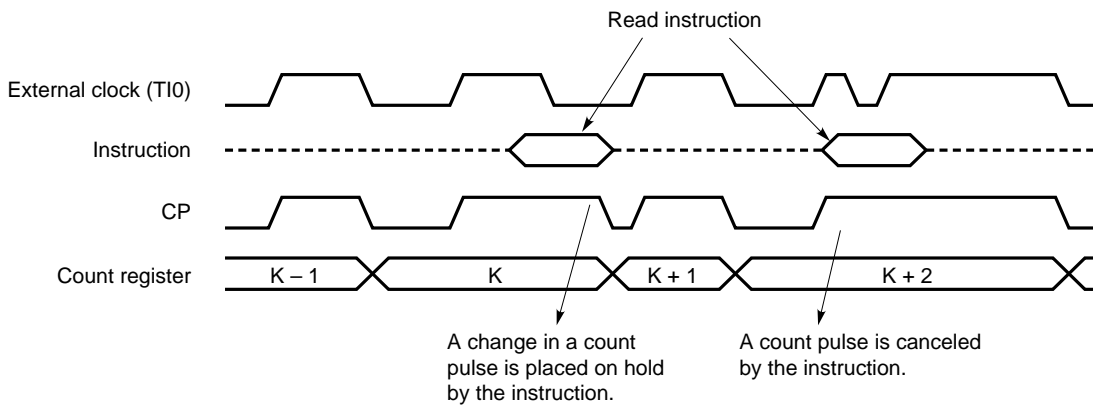 Read instruction
External clock (TI0)
Instruction
CP
Count register
K – 1
K
K + 1
K + 2
A change in a count
pulse is placed on hold
by the instruction.
A count pulse is canceled
by the instruction.